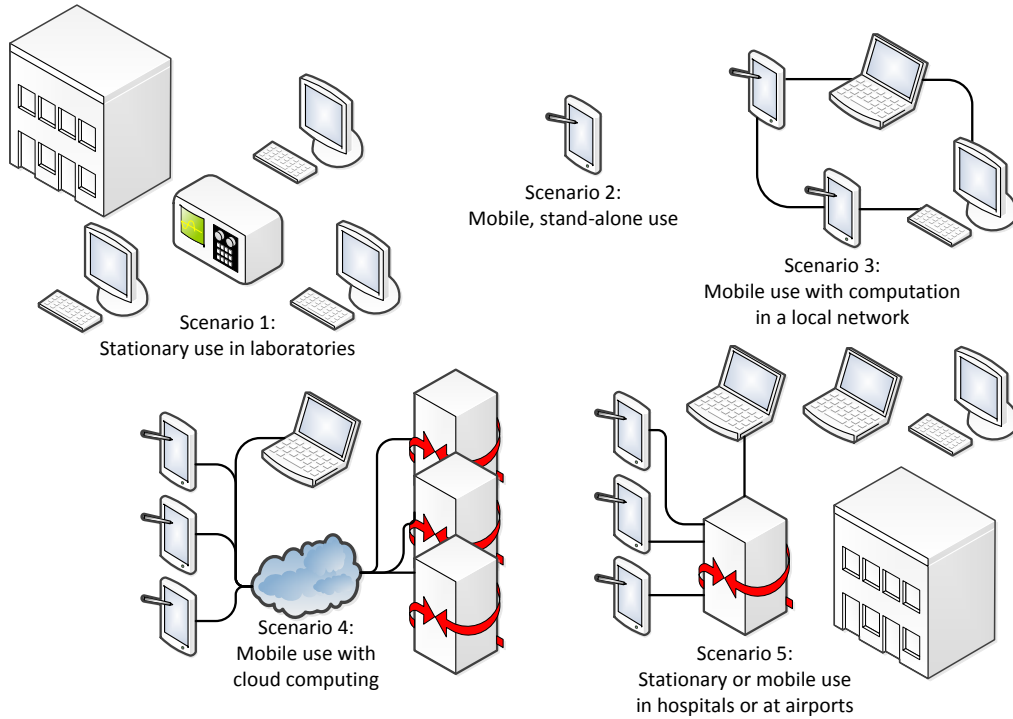 Scenario 1:
Stationary use in laboratories
Scenario 2:
Mobile, stand-alone use
Scenario 3:
Mobile use with computation
in a local network
Scenario 4:
Mobile use with
cloud computing
Scenario 5:
Stationary or mobile use
in hospitals or at airports